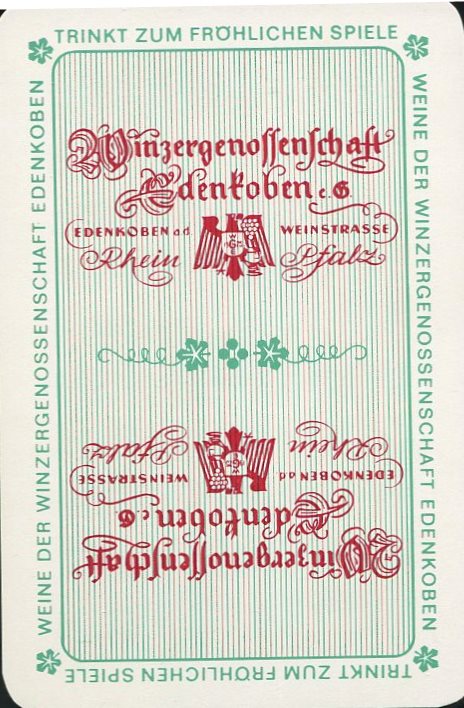 TRINKT ZUM FRÖHLICHEN SPIELE
WEINE DER WINZERGENOSSENSCHAFT EDENKOBEN
WEINE DER WINZERGENOSSENSCHAFT EDENKOBEN
Winzergenossenschaft
Edenkoben e.G.
EDENKOBEN a.d. WEINSTRASSE
Rhein Pfalz
Rhein Pfalz
EDENKOBEN a.d. WEINSTRASSE
Edenkoben e.G.
Winzergenossenschaft
TRINKT ZUM FRÖHLICHEN SPIELE